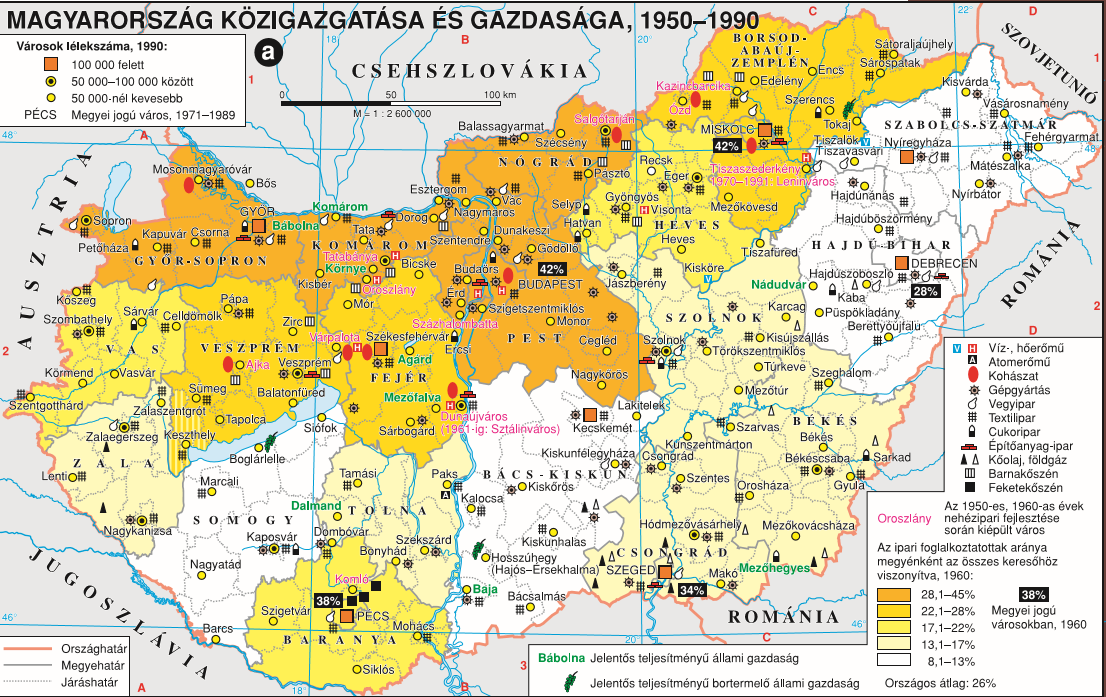 MAGYARORSZÁG KÖZIGAZGATÁSA ÉS GAZDASÁGA, 1950–1990
Városok lélekszáma, 1990:
100 000 felett
50 000–100 000 között
50 000-nél kevesebb
PÉCS Megyei jogú város, 1971–1989
a
0 50 100 km
M = 1 : 2 600 000
CSEHSZLOVÁKIA
SZOVJETUNIÓ
AUSZTRIA
ROMÁNIA
JUGOSZLÁVIA
ROMÁNIA
A
B
C
D
1
1
2
2
3
A
B
C
D
D
48°
48°
46°
46°
18°
20°
20°
22°
BORSOD-
ABAÚJ-
ZEMPLÉN
Sátoraljaújhely
Sárospatak
Encs
Edelény
Kazincbarcika
Ózd
Szerencs
Tokaj
MISKOLC
42%
Tiszalök
Tiszavasvári
Tiszaszederkény
1970–1991: Leninváros
Mezőkövesd
Kisvárda
Vásárosnamény
SZABOLCS-SZATMÁR
Fehérgyarmat
Nyíregyháza
Mátészalka
Nyírbátor
Hajdúnánás
Hajdúböszörmény
HAJDÚ-BIHAR
DEBRECEN
28%
Hajdúszoboszló
Nádudvar
Kaba
Püspökladány
Berettyóújfalu
Balassagyarmat
Szécsény
Salgótarján
NÓGRÁD
Pásztó
Recsk
Eger
Gyöngyös
Visonta
HEVES
Heves
Selyp
Hatvan
Kisköre
Tiszafüred
Mosonmagyaróvár
Bős
Sopron
Petőháza
Kapuvár
Csorna
GYŐR
Bábolna
GYŐR-SOPRON
Komárom
Esztergom
Dorog
Nagymaros
Vác
Tata
KOMÁROM
Tatabánya
Környe
Kisbér
Oroszlány
Bicske
Szentendre
Dunakeszi
Gödöllő
Budaörs
42%
BUDAPEST
Érd
Szigetszentmiklós
Monor
Százhalombatta
Ercsi
PEST
Cegléd
Nagykőrös
Jászberény
Kőszeg
Szombathely
Sárvár
Celldömölk
Pápa
VAS
VESZPRÉM
Zirc
Mór
Körmend
Vasvár
Ajka
Várpalota
Veszprém
Székesfehérvár
Agárd
FEJÉR
Mezőfalva
Szentgotthárd
Zalaszentgrót
Sümeg
Balatonfüred
Tapolca
Zalaegerszeg
Keszthely
ZALA
Lenti
Nagykanizsa
Boglárlelle
Siófok
Sárbogárd
Dunaújváros
(1961-ig: Sztálinváros)
Marcali
SOMOGY
Kaposvár
Nagyatád
Barcs
Tamási
Dalmand
TOLNA
Dombóvár
Bonyhád
Szekszárd
Paks
Komló
38%
PÉCS
Szigetvár
BARANYA
Mohács
Siklós
Lakitelek
Kecskemét
Kiskunfélegyháza
BÁCS-KISKUN
Kalocsa
Kiskőrös
Kiskunhalas
Hosszúhegy
(Hajós–Érsekhalma)
Baja
Bácsalmás
SZOLNOK
Szolnok
Karcag
Kisújszállás
Törökszentmiklós
Túrkeve
Mezőtúr
Szeghalom
Szarvas
Kunszentmárton
BÉKÉS
Békés
Békéscsaba
Sarkad
Gyula
Orosháza
Mezőkovácsháza
Mezőhegyes
Csongrád
Szentes
Hódmezővásárhely
CSONGRÁD
SZEGED
34%
Makó
V H Víz-, hőerőmű
A Atomerőmű
Kohászat
Gépgyártás
Vegyipar
Textilipar
Cukoripar
Építőanyag-ipar
Kőolaj, földgáz
Barnakőszén
Feketekőszén
Oroszlány Az 1950-es, 1960-as évek
nehézipari fejlesztése
során kiépült város
Az ipari foglalkoztatottak aránya
megyénként az összes keresőhöz
viszonyítva, 1960:
28,1–45%
22,1–28%
17,1–22%
13,1–17%
8,1–13%
38%
Megyei jogú
városokban, 1960
Országos átlag: 26%
Országhatár
Megyehatár
Járáshatár
Bábolna Jelentős teljesítményű állami gazdaság
Jelentős teljesítményű bortermelő állami gazdaság